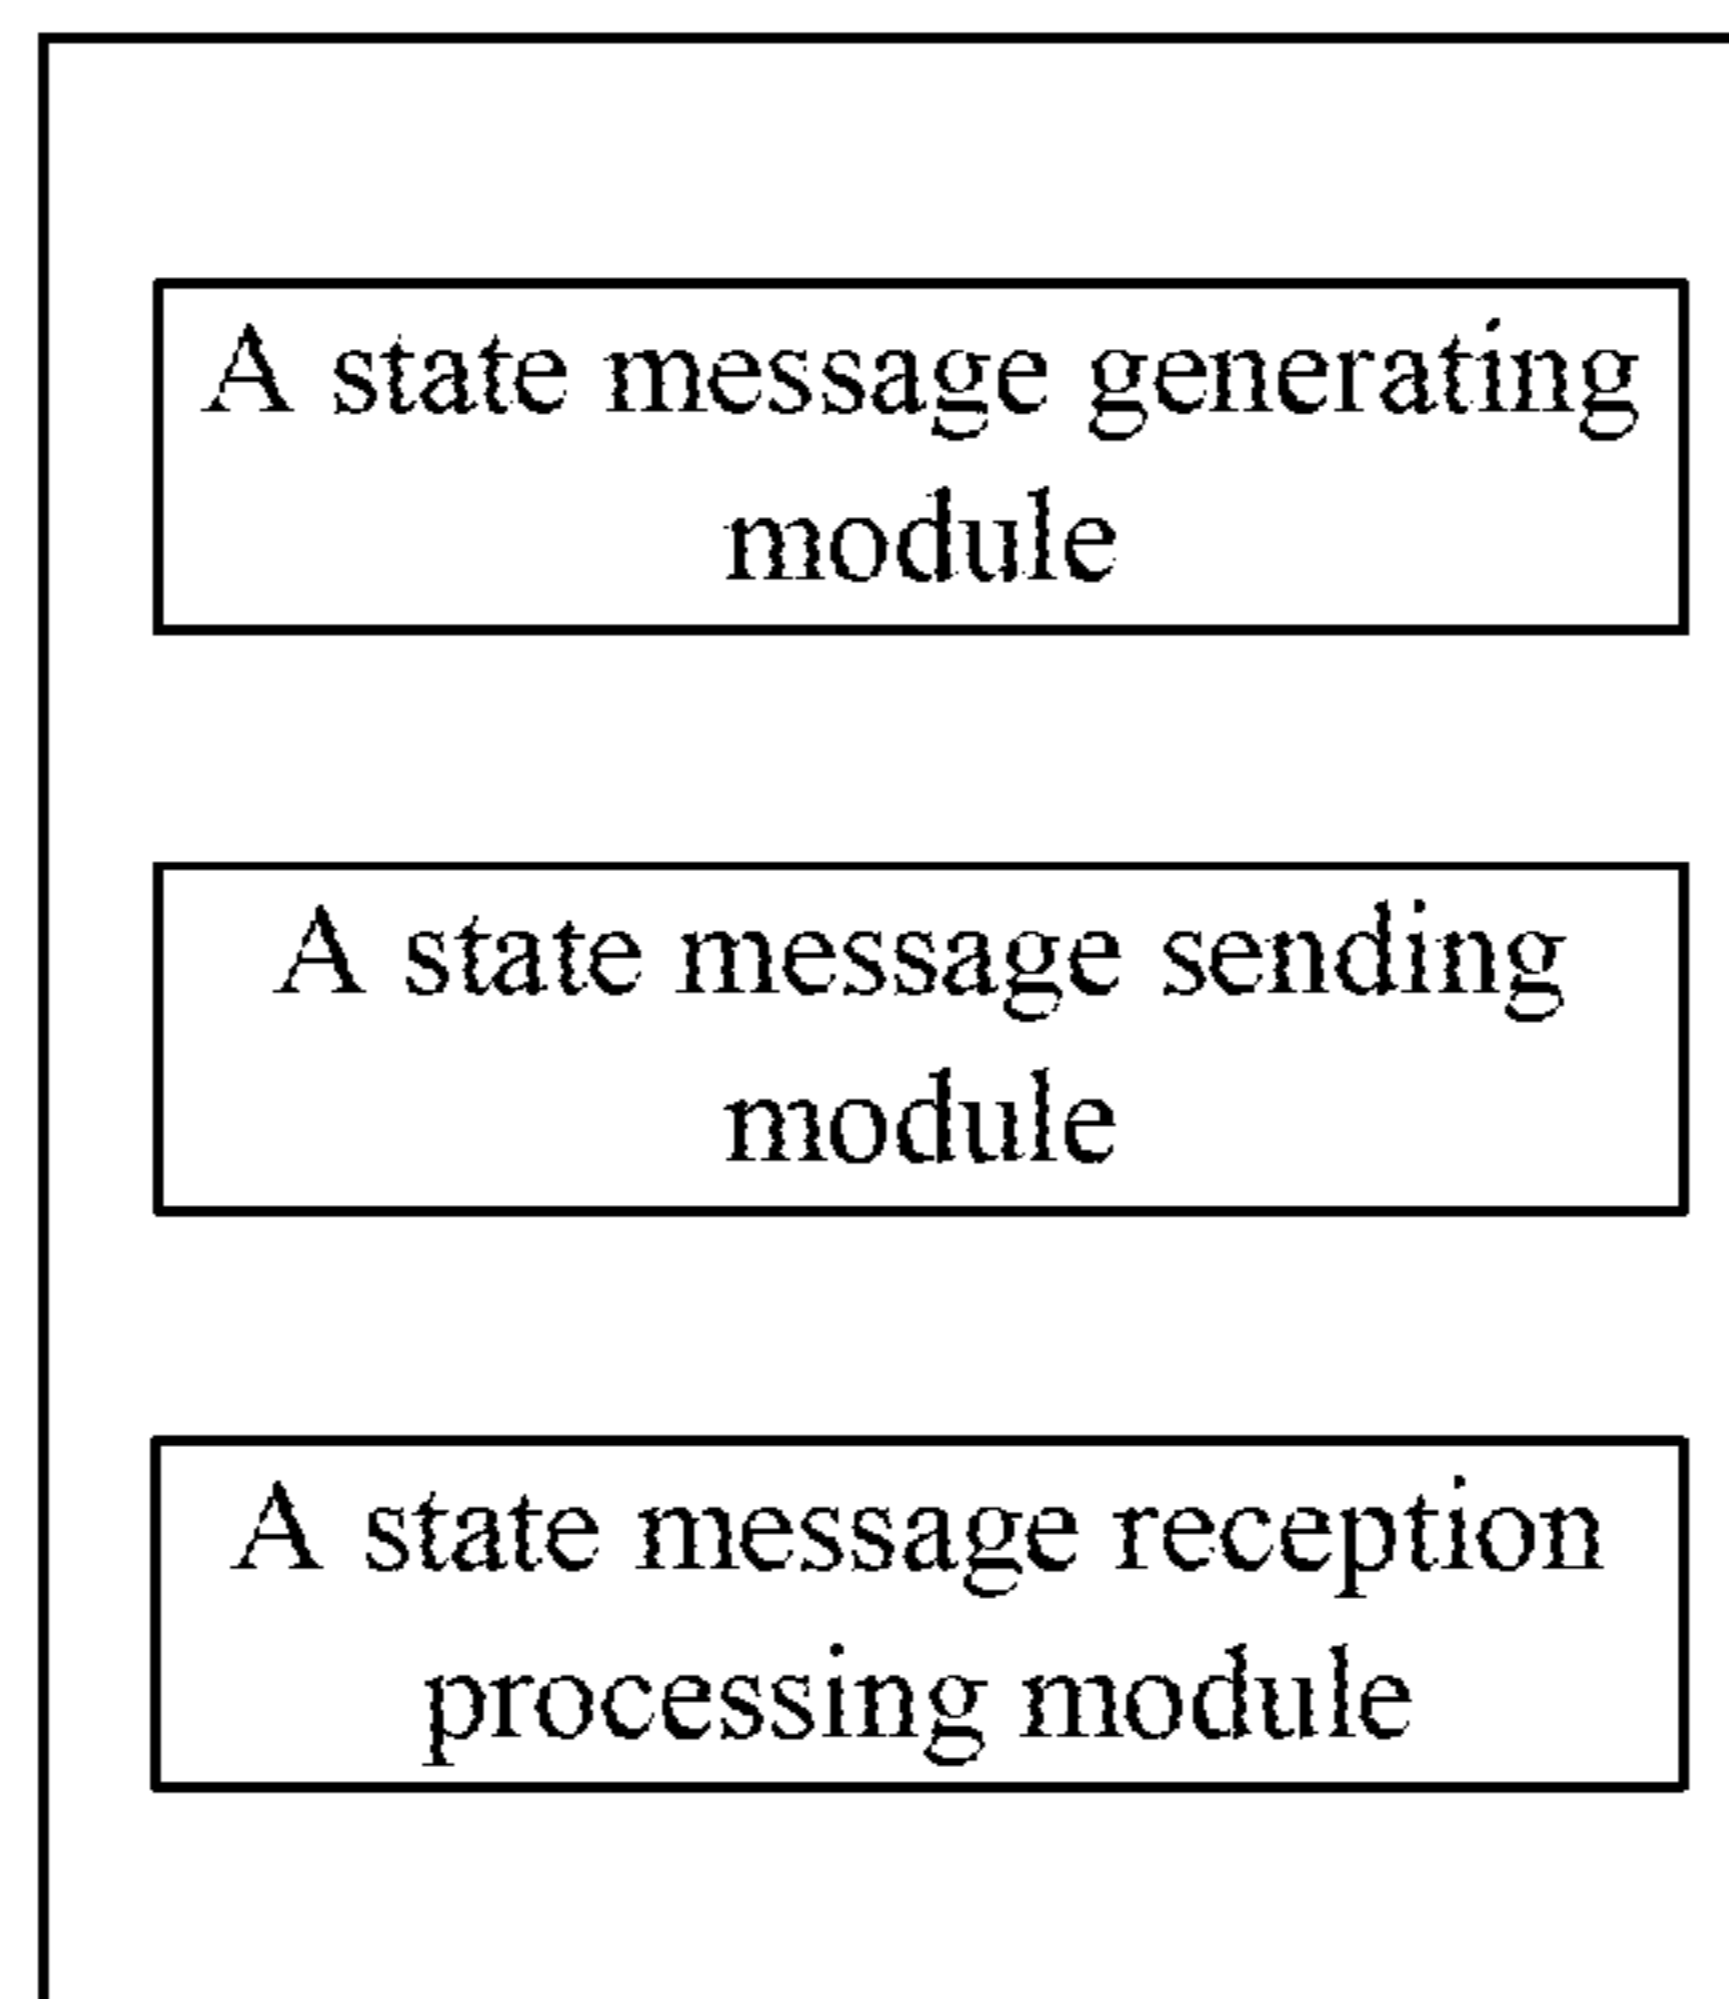 A state message generating
module
A state message sending
module
A state message reception
processing module